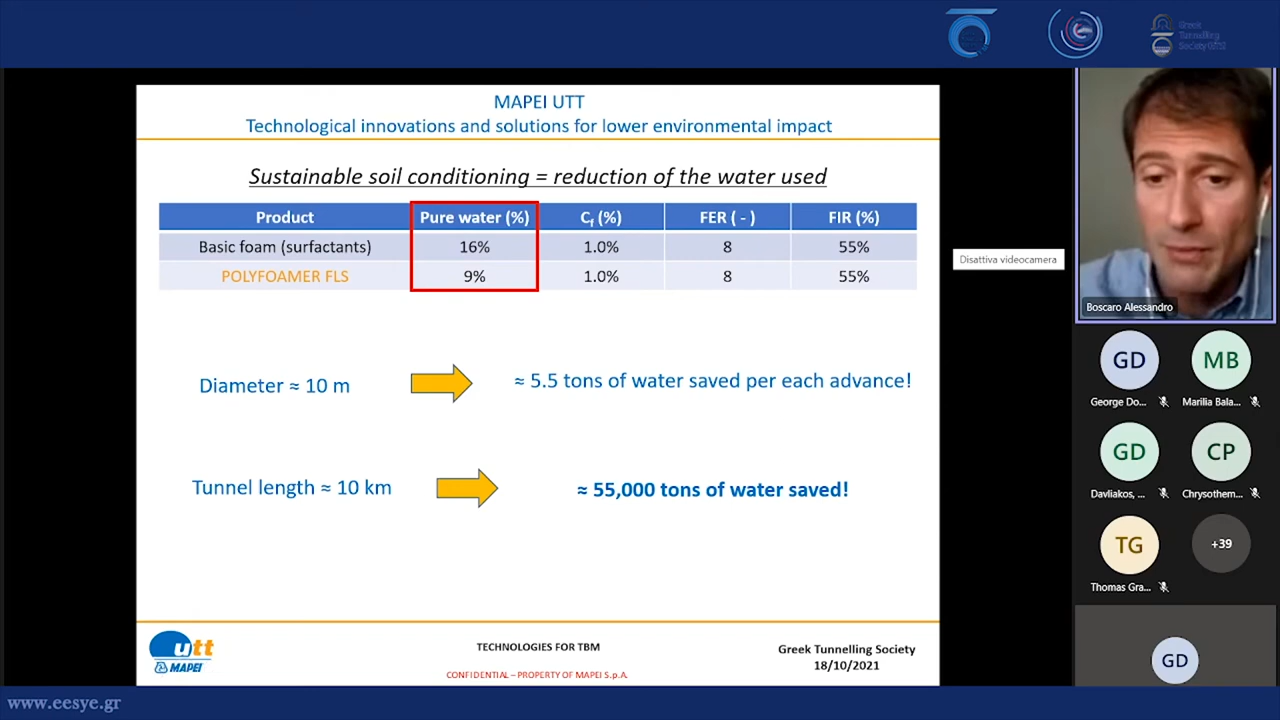 Greek
Tunnelling
Society
MAPEI UTT
Technological innovations and solutions for lower environmental impact
Sustainable soil conditioning = reduction of the water used
Product Pure water (%) Cf (%) FER ( - ) FIR (%)
Basic foam (surfactants) 16% 1.0% 8 55%
POLYFOAMER FLS 9% 1.0% 8 55%
Diameter ≈ 10 m ≈ 5.5 tons of water saved per each advance!
Tunnel length ≈ 10 km ≈ 55,000 tons of water saved!
utt
MAPEI
TECHNOLOGIES FOR TBM
CONFIDENTIAL – PROPERTY OF MAPEI S.p.A.
Greek Tunnelling Society
18/10/2021
Disattiva videocamera
Boscaro Alessandro
GD MB
George Do... Marilia Bala...
GD CP
Davliakos, ... Chrysothem...
TG +39
Thomas Gra...
GD
www.eesye.gr